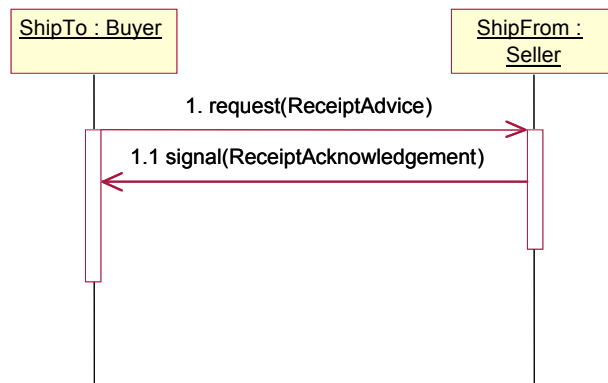 ShipTo : Buyer
ShipFrom :
Seller
1. request(ReceiptAdvice)
1.1 signal(ReceiptAcknowledgement)